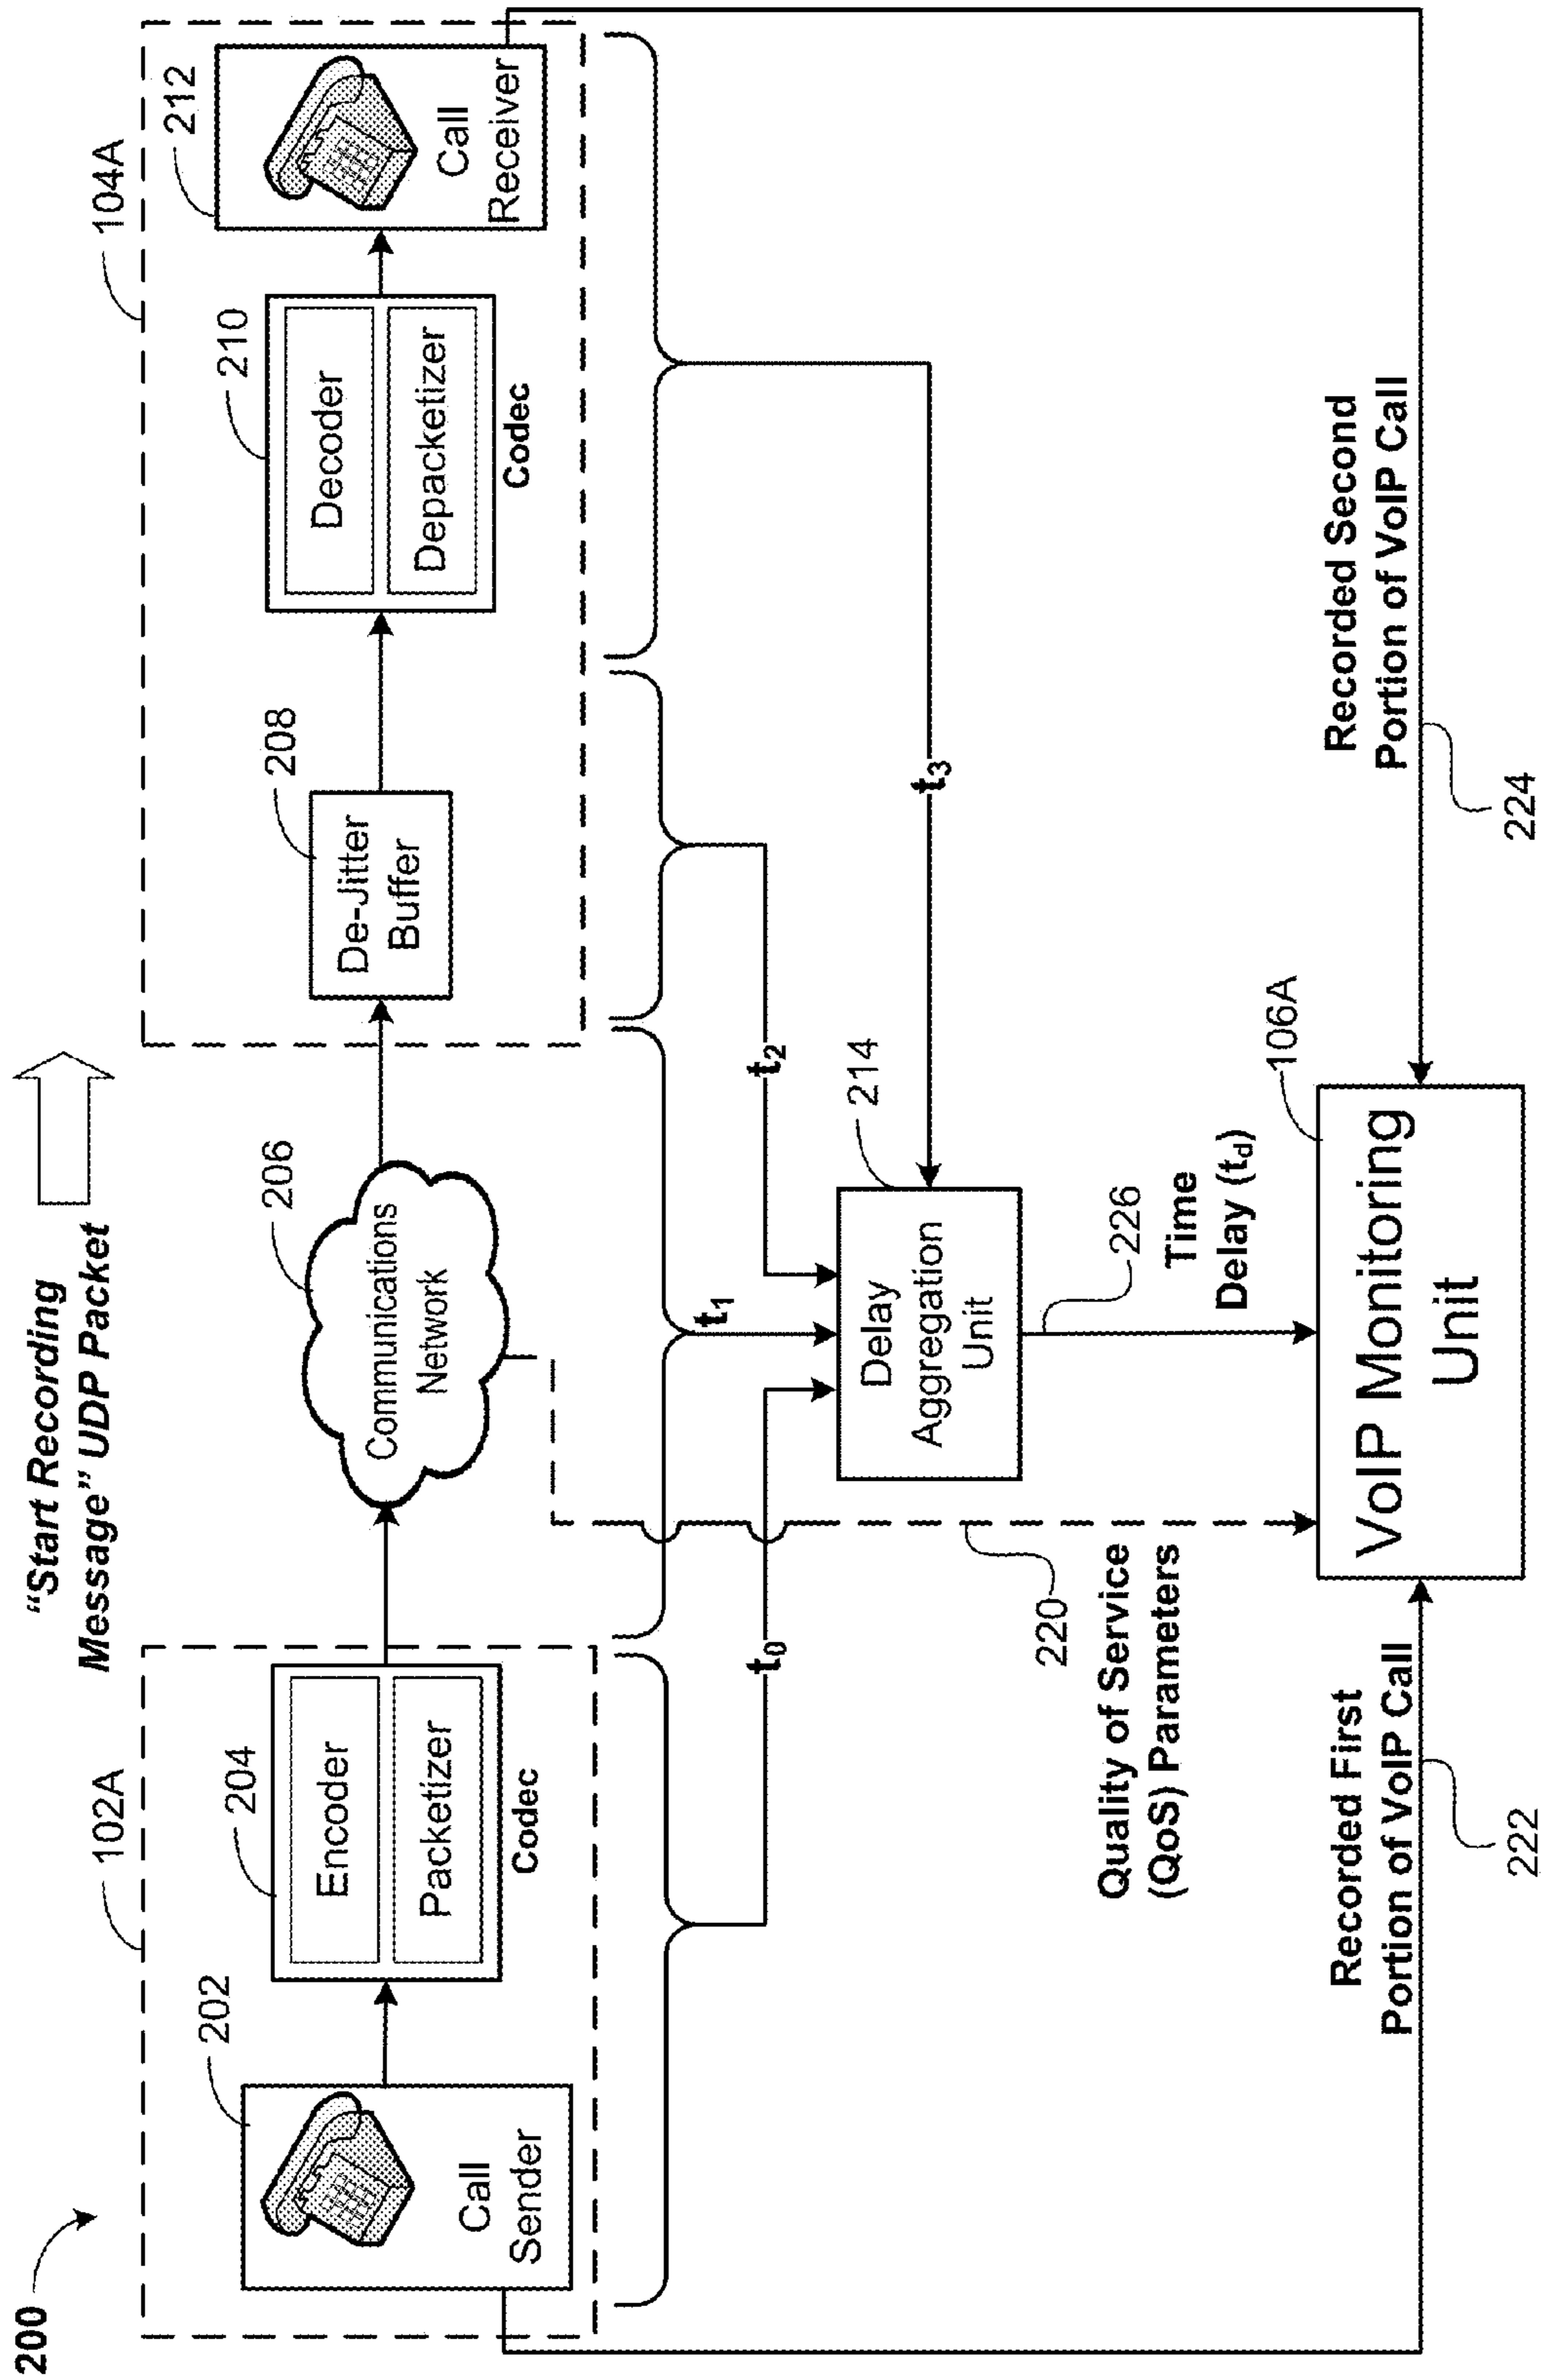 200
“Start Recording
Message” UDP Packet
102A
104A
202
Call
Sender
204
Encoder
Packetizer
Codec
206
Communications
Network
208
De-Jitter
Buffer
210
Decoder
Depacketizer
Codec
212
Call
Receiver
t0
t1
t2
t3
214
Delay
Aggregation
Unit
220
Quality of Service
(QoS) Parameters
226
Time
Delay (td)
106A
VoIP Monitoring
Unit
Recorded First
Portion of VoIP Call
222
Recorded Second
Portion of VoIP Call
224